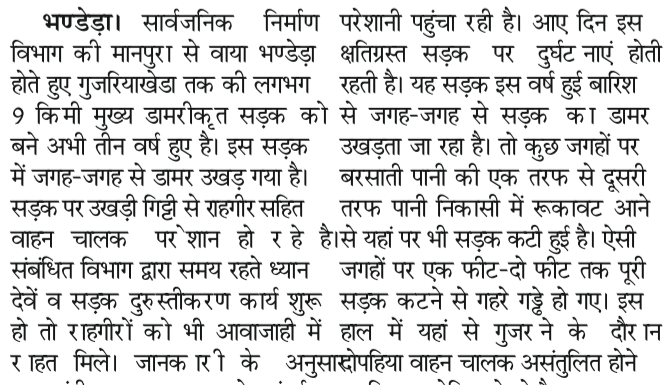 भण्डेड़ा। सार्वजनिक निर्माण
विभाग की मानपुरा से वाया भण्डेड़ा
होते हुए गुजरियाखेडा तक की लगभग
9 किमी मुख्य डामरीकृत सड़क को
बने अभी तीन वर्ष हुए है। इस सड़क
में जगह-जगह से डामर उखड़ गया है।
सड़क पर उखड़ी गिट्टी से राहगीर सहित
वाहन चालक परेशान हो रहे है।
संबंधित विभाग द्वारा समय रहते ध्यान
देवें व सड़क दुरुस्तीकरण कार्य शुरू
हो तो राहगीरों को भी आवाजाही में
राहत मिले। जानकारी के अनुसार
परेशानी पहुंचा रही है। आए दिन इस
क्षतिग्रस्त सड़क पर दुर्घटनाएं होती
रहती है। यह सड़क इस वर्ष हुई बारिश
से जगह-जगह से सड़क का डामर
उखड़ता जा रहा है। तो कुछ जगहों पर
बरसाती पानी की एक तरफ से दूसरी
तरफ पानी निकासी में रूकावट आने
से यहां पर भी सड़क कटी हुई है। ऐसी
जगहों पर एक फीट-दो फीट तक पूरी
सड़क कटने से गहरे गड्ढे हो गए। इस
हाल में यहां से गुजरने के दौरान
दोपहिया वाहन चालक असंतुलित होने